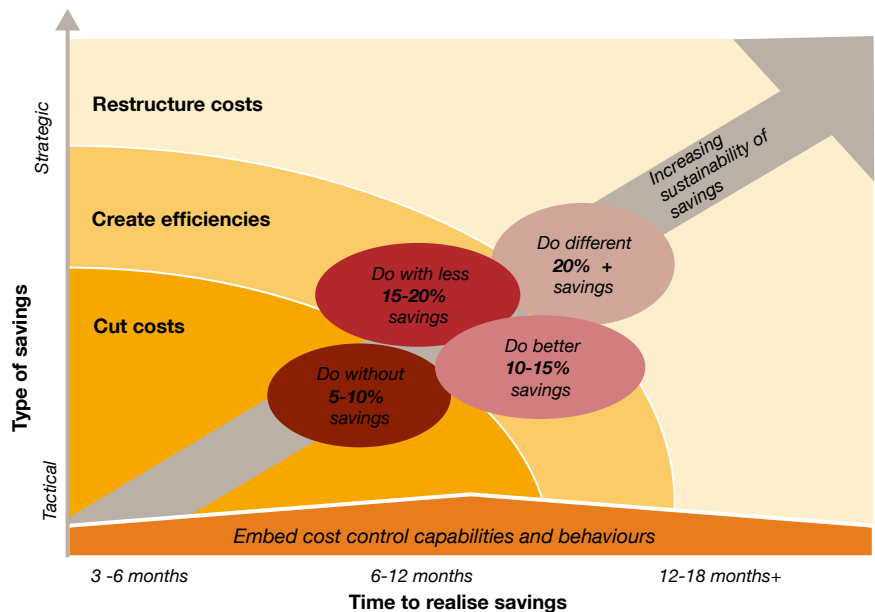 Strategic
Restructure costs
Increasing
sustainability of
savings
Create efficiencies
Do different
20% +
savings
Do with less
15-20%
savings
Type of savings
Cut costs
Do better
10-15%
savings
Do without
5-10%
savings
Tactical
Embed cost control capabilities and behaviours
3 -6 months
6-12 months
12-18 months+
Time to realise savings